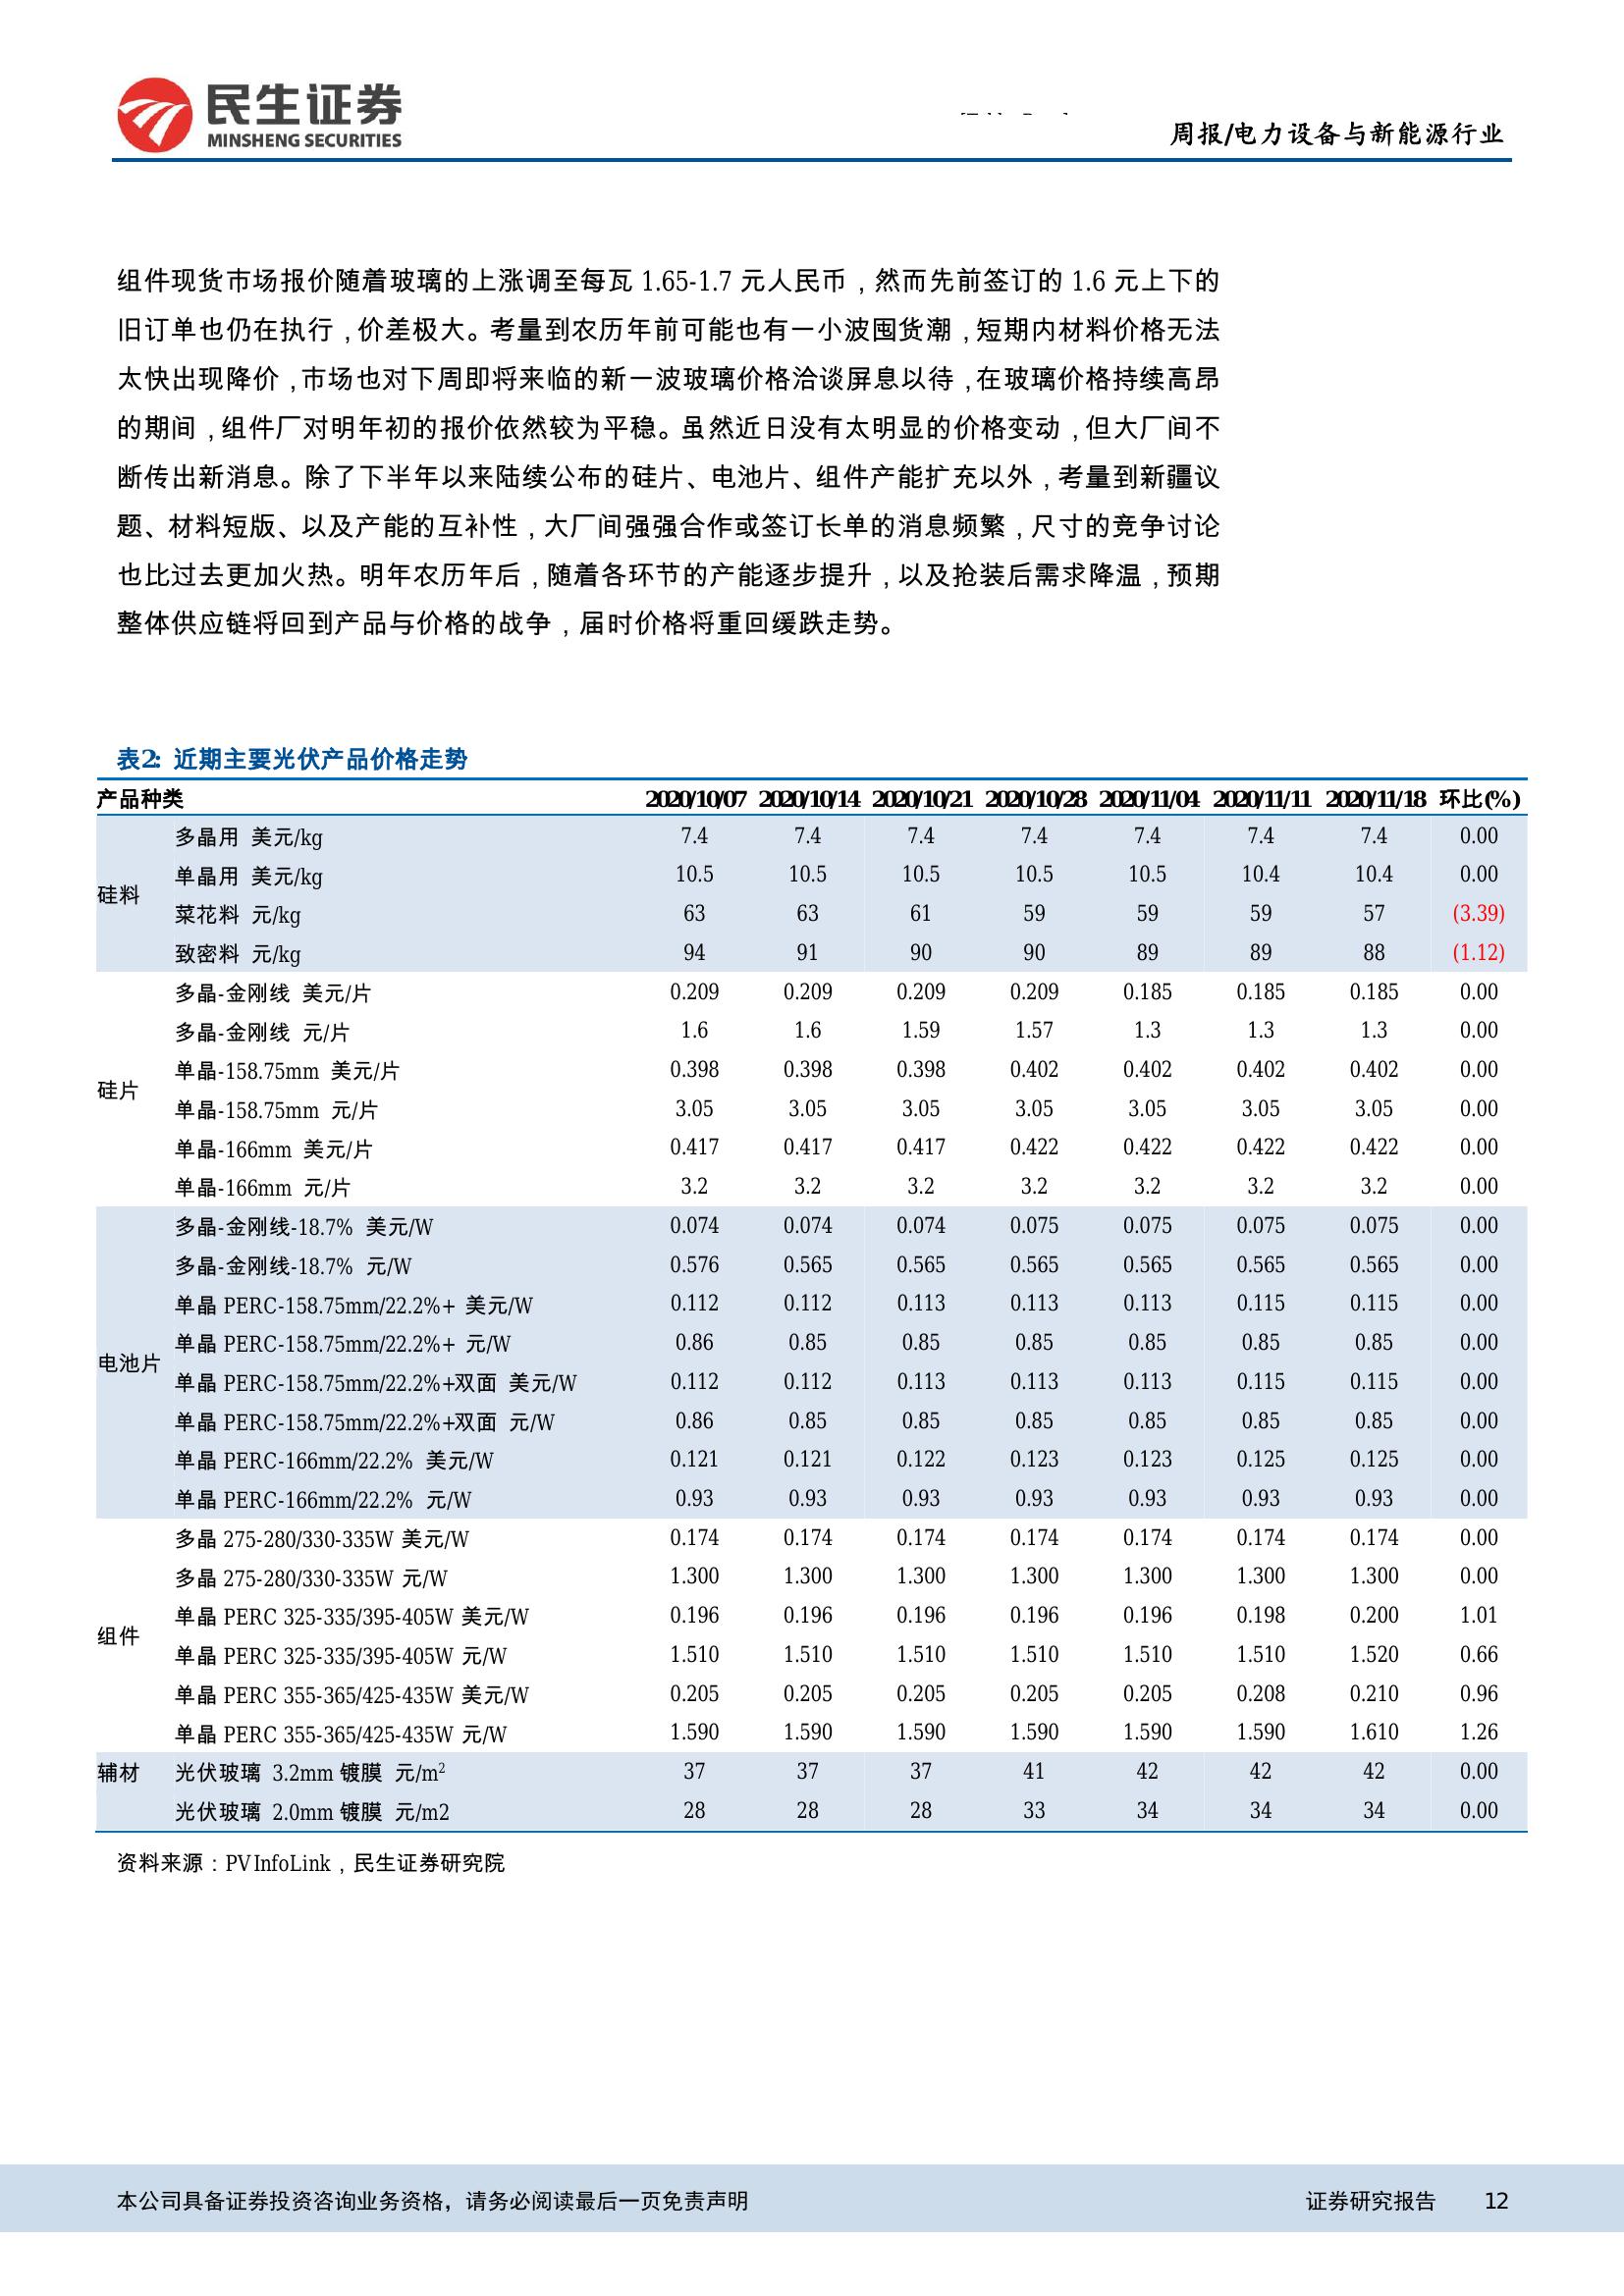 民生证券
MINSHENG SECURITIES
周报/电力设备与新能源行业
组件现货市场报价随着玻璃的上涨调至每瓦 1.65-1.7 元人民币，然而先前签订的 1.6 元上下的
旧订单也仍在执行，价差极大。考量到农历年前可能也有一小波囤货潮，短期内材料价格无法
太快出现降价，市场也对下周即将来临的新一波玻璃价格洽谈屏息以待，在玻璃价格持续高昂
的期间，组件厂对明年初的报价依然较为平稳。虽然近日没有太明显的价格变动，但大厂间不
断传出新消息。除了下半年以来陆续公布的硅片、电池片、组件产能扩充以外，考量到新疆议
题、材料短版、以及产能的互补性，大厂间强强合作或签订长单的消息频繁，尺寸的竞争讨论
也比过去更加火热。明年农历年后，随着各环节的产能逐步提升，以及抢装后需求降温，预期
整体供应链将回到产品与价格的战争，届时价格将重回缓跌走势。
表2: 近期主要光伏产品价格走势
产品种类 2020/10/07 2020/10/14 2020/10/21 2020/10/28 2020/11/04 2020/11/11 2020/11/18 环比(%)
硅料
多晶用 美元/kg 7.4 7.4 7.4 7.4 7.4 7.4 7.4 0.00
单晶用 美元/kg 10.5 10.5 10.5 10.5 10.5 10.4 10.4 0.00
菜花料 元/kg 63 63 61 59 59 59 57 (3.39)
致密料 元/kg 94 91 90 90 89 89 88 (1.12)
硅片
多晶-金刚线 美元/片 0.209 0.209 0.209 0.209 0.185 0.185 0.185 0.00
多晶-金刚线 元/片 1.6 1.6 1.59 1.57 1.3 1.3 1.3 0.00
单晶-158.75mm 美元/片 0.398 0.398 0.398 0.402 0.402 0.402 0.402 0.00
单晶-158.75mm 元/片 3.05 3.05 3.05 3.05 3.05 3.05 3.05 0.00
单晶-166mm 美元/片 0.417 0.417 0.417 0.422 0.422 0.422 0.422 0.00
单晶-166mm 元/片 3.2 3.2 3.2 3.2 3.2 3.2 3.2 0.00
电池片
多晶-金刚线-18.7% 美元/W 0.074 0.074 0.074 0.075 0.075 0.075 0.075 0.00
多晶-金刚线-18.7% 元/W 0.576 0.565 0.565 0.565 0.565 0.565 0.565 0.00
单晶 PERC-158.75mm/22.2%+ 美元/W 0.112 0.112 0.113 0.113 0.113 0.115 0.115 0.00
单晶 PERC-158.75mm/22.2%+ 元/W 0.86 0.85 0.85 0.85 0.85 0.85 0.85 0.00
单晶 PERC-158.75mm/22.2%+双面 美元/W 0.112 0.112 0.113 0.113 0.113 0.115 0.115 0.00
单晶 PERC-158.75mm/22.2%+双面 元/W 0.86 0.85 0.85 0.85 0.85 0.85 0.85 0.00
单晶 PERC-166mm/22.2% 美元/W 0.121 0.121 0.122 0.123 0.123 0.125 0.125 0.00
单晶 PERC-166mm/22.2% 元/W 0.93 0.93 0.93 0.93 0.93 0.93 0.93 0.00
组件
多晶 275-280/330-335W 美元/W 0.174 0.174 0.174 0.174 0.174 0.174 0.174 0.00
多晶 275-280/330-335W 元/W 1.300 1.300 1.300 1.300 1.300 1.300 1.300 0.00
单晶 PERC 325-335/395-405W 美元/W 0.196 0.196 0.196 0.196 0.196 0.198 0.200 1.01
单晶 PERC 325-335/395-405W 元/W 1.510 1.510 1.510 1.510 1.510 1.510 1.520 0.66
单晶 PERC 355-365/425-435W 美元/W 0.205 0.205 0.205 0.205 0.205 0.208 0.210 0.96
单晶 PERC 355-365/425-435W 元/W 1.590 1.590 1.590 1.590 1.590 1.590 1.610 1.26
辅材 光伏玻璃 3.2mm 镀膜 元/m² 37 37 37 41 42 42 42 0.00
光伏玻璃 2.0mm 镀膜 元/m2 28 28 28 33 34 34 34 0.00
资料来源：PVInfoLink，民生证券研究院
本公司具备证券投资咨询业务资格，请务必阅读最后一页免责声明 证券研究报告 12